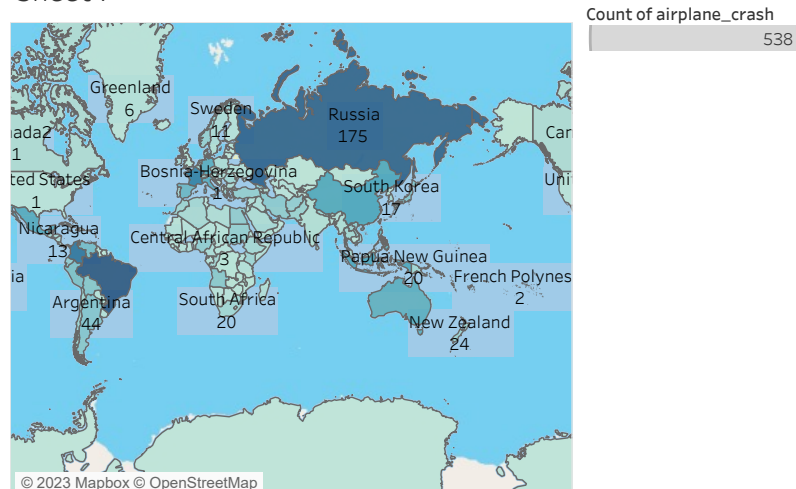 Count of airplane_crash
538
Greenland
6
Sweden
11
Russia
175
nada2
1
Bosnia-Herzegovina
1
ted States
1
South Korea
17
Car
Uni
Nicaragua
13
Central African Republic
3
Papua New Guinea
20
French Polynes
2
ia
Argentina
44
South Africa
20
New Zealand
24
© 2023 Mapbox © OpenStreetMap